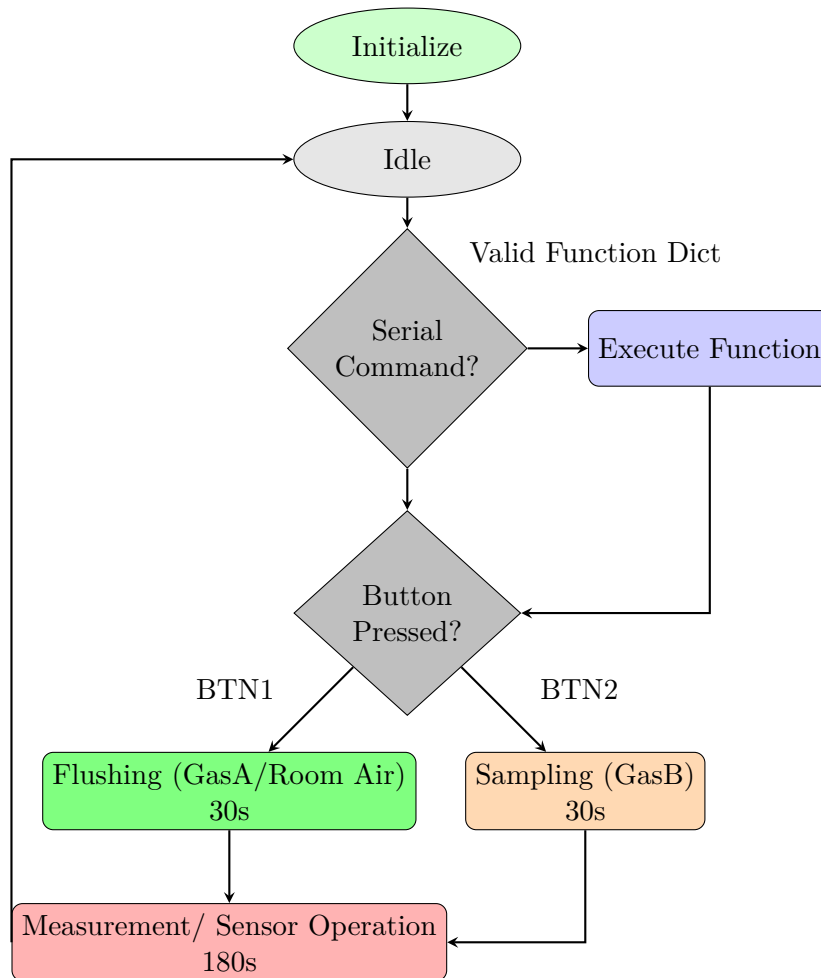 Initialize
Idle
Valid Function Dict
Serial
Command?
Execute Function
Button
Pressed?
BTN1
BTN2
Flushing (GasA/Room Air)
30s
Sampling (GasB)
30s
Measurement/ Sensor Operation
180s